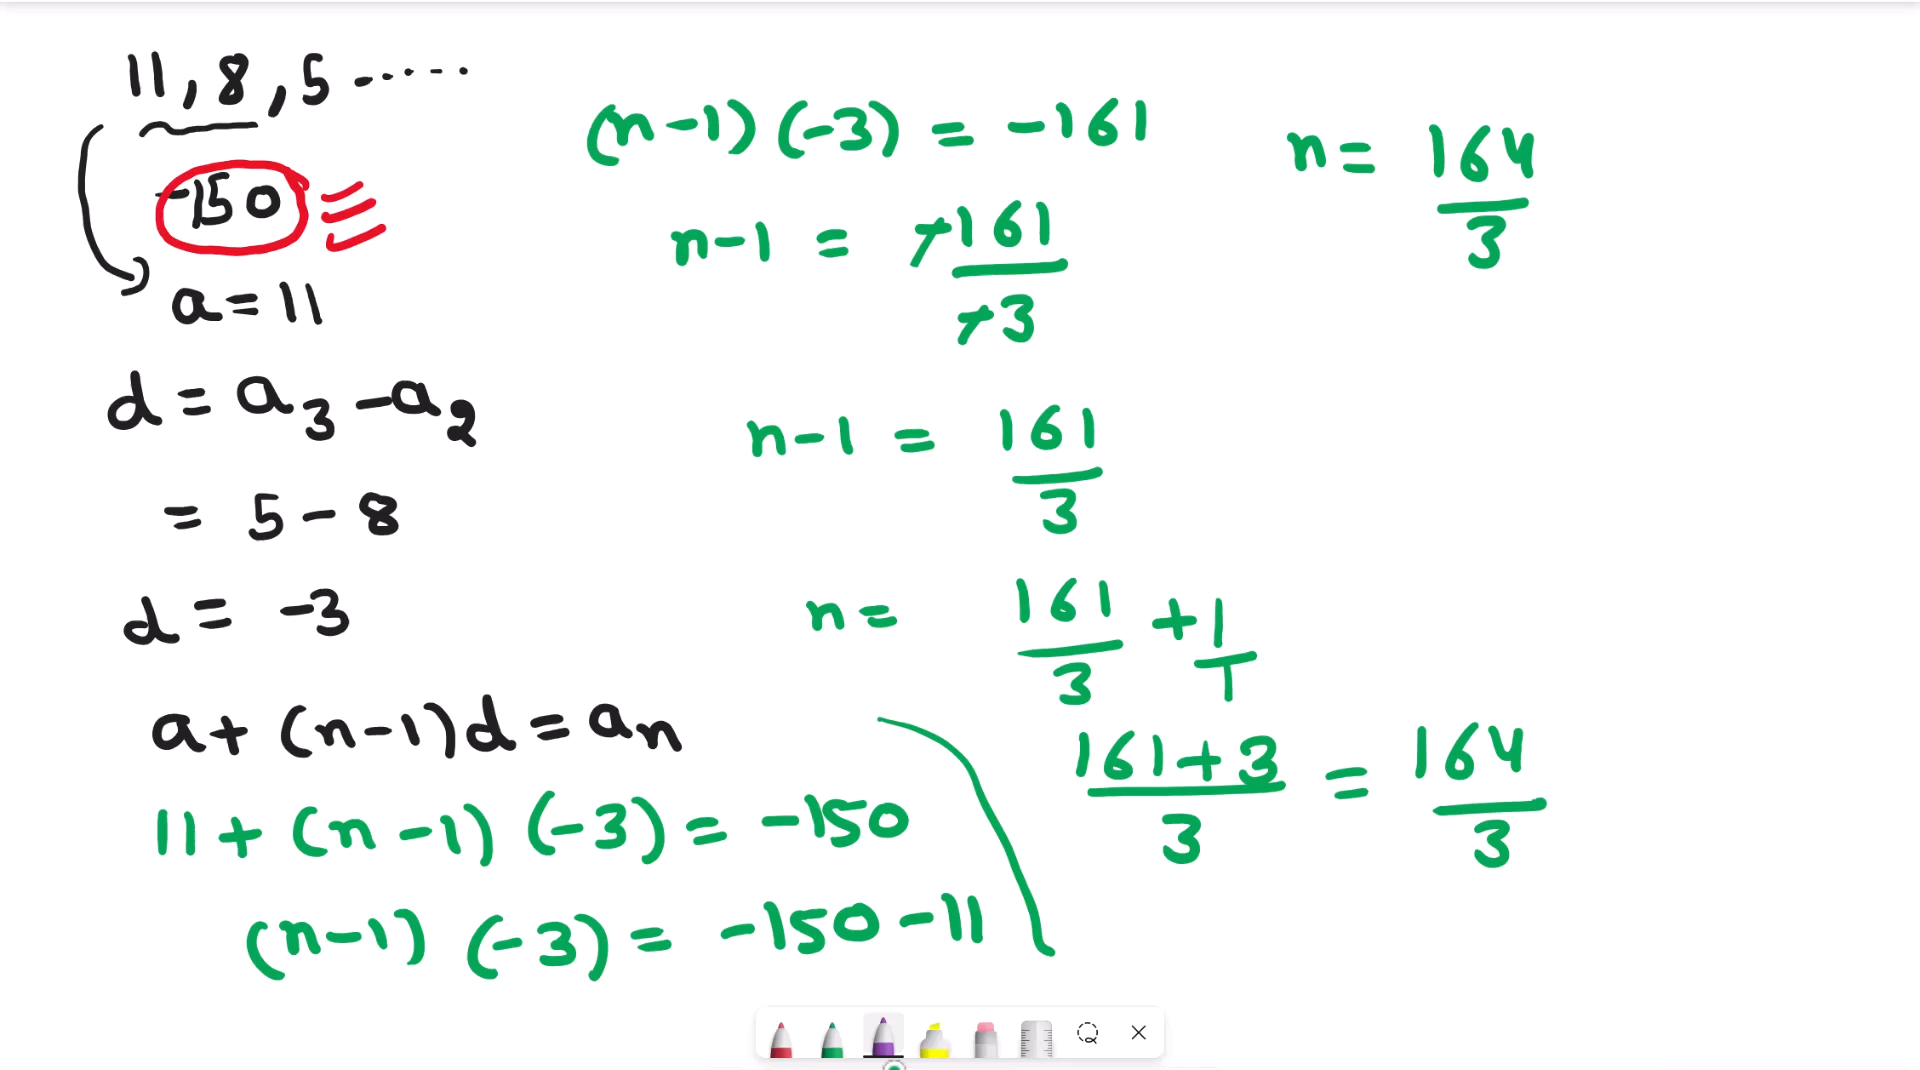 11, 8, 5 ......
-150
a = 11
d = a3 - a2
= 5 - 8
d = -3
a + (n-1)d = an
11 + (n-1) (-3) = -150
(n-1) (-3) = -150 - 11
(n-1) (-3) = -161
n-1 = -161/-3
n-1 = 161/3
n = 161/3 + 1/1
161+3/3 = 164/3
n = 164/3